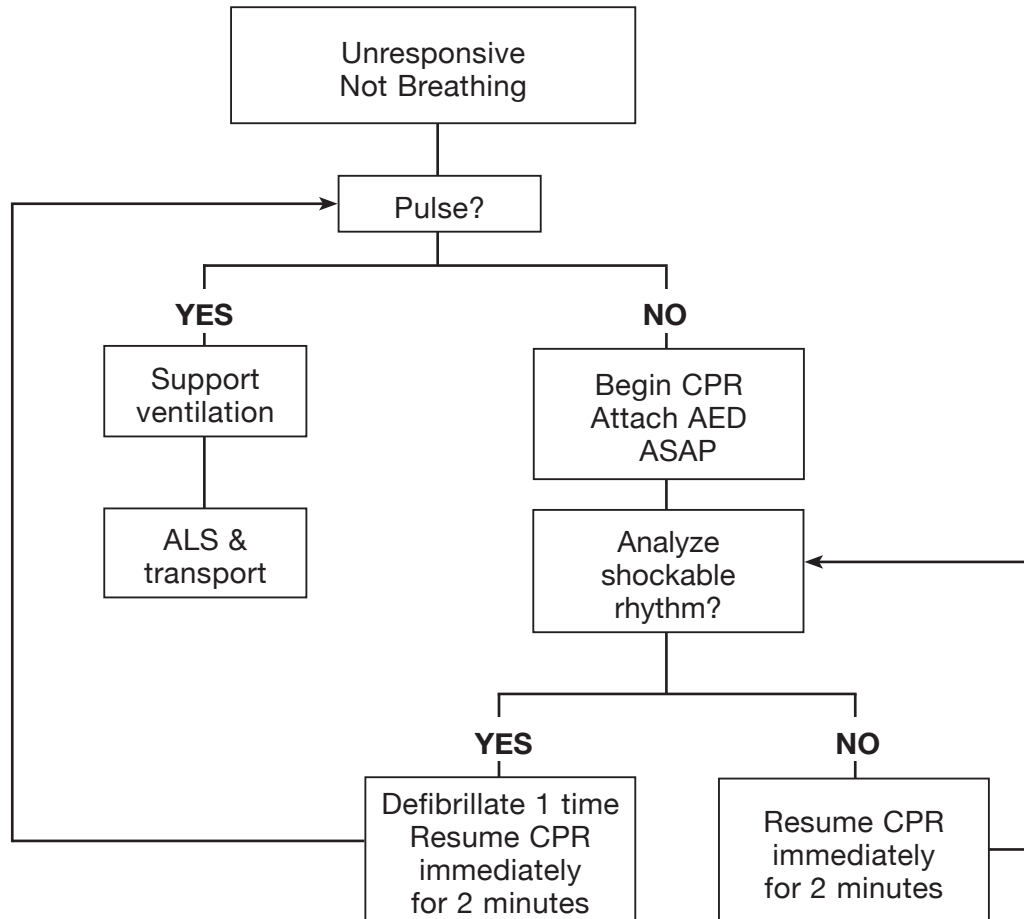 Unresponsive
Not Breathing
Pulse?
YES
NO
Support
ventilation
Begin CPR
Attach AED
ASAP
ALS &
transport
Analyze
shockable
rhythm?
YES
NO
Defibrillate 1 time
Resume CPR
immediately
for 2 minutes
Resume CPR
immediately
for 2 minutes